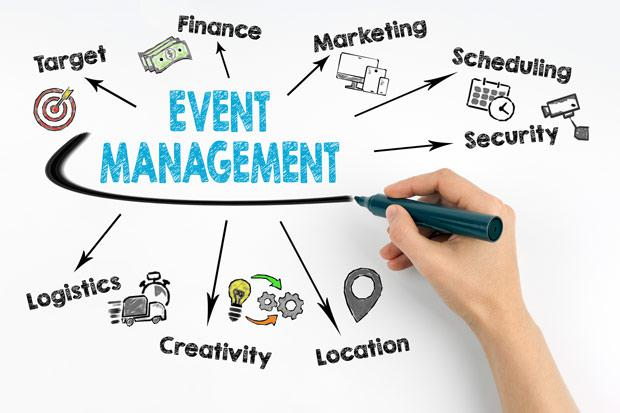 Target
Finance
Marketing
Scheduling
Security
EVENT
MANAGEMENT
Logistics
Creativity
Location